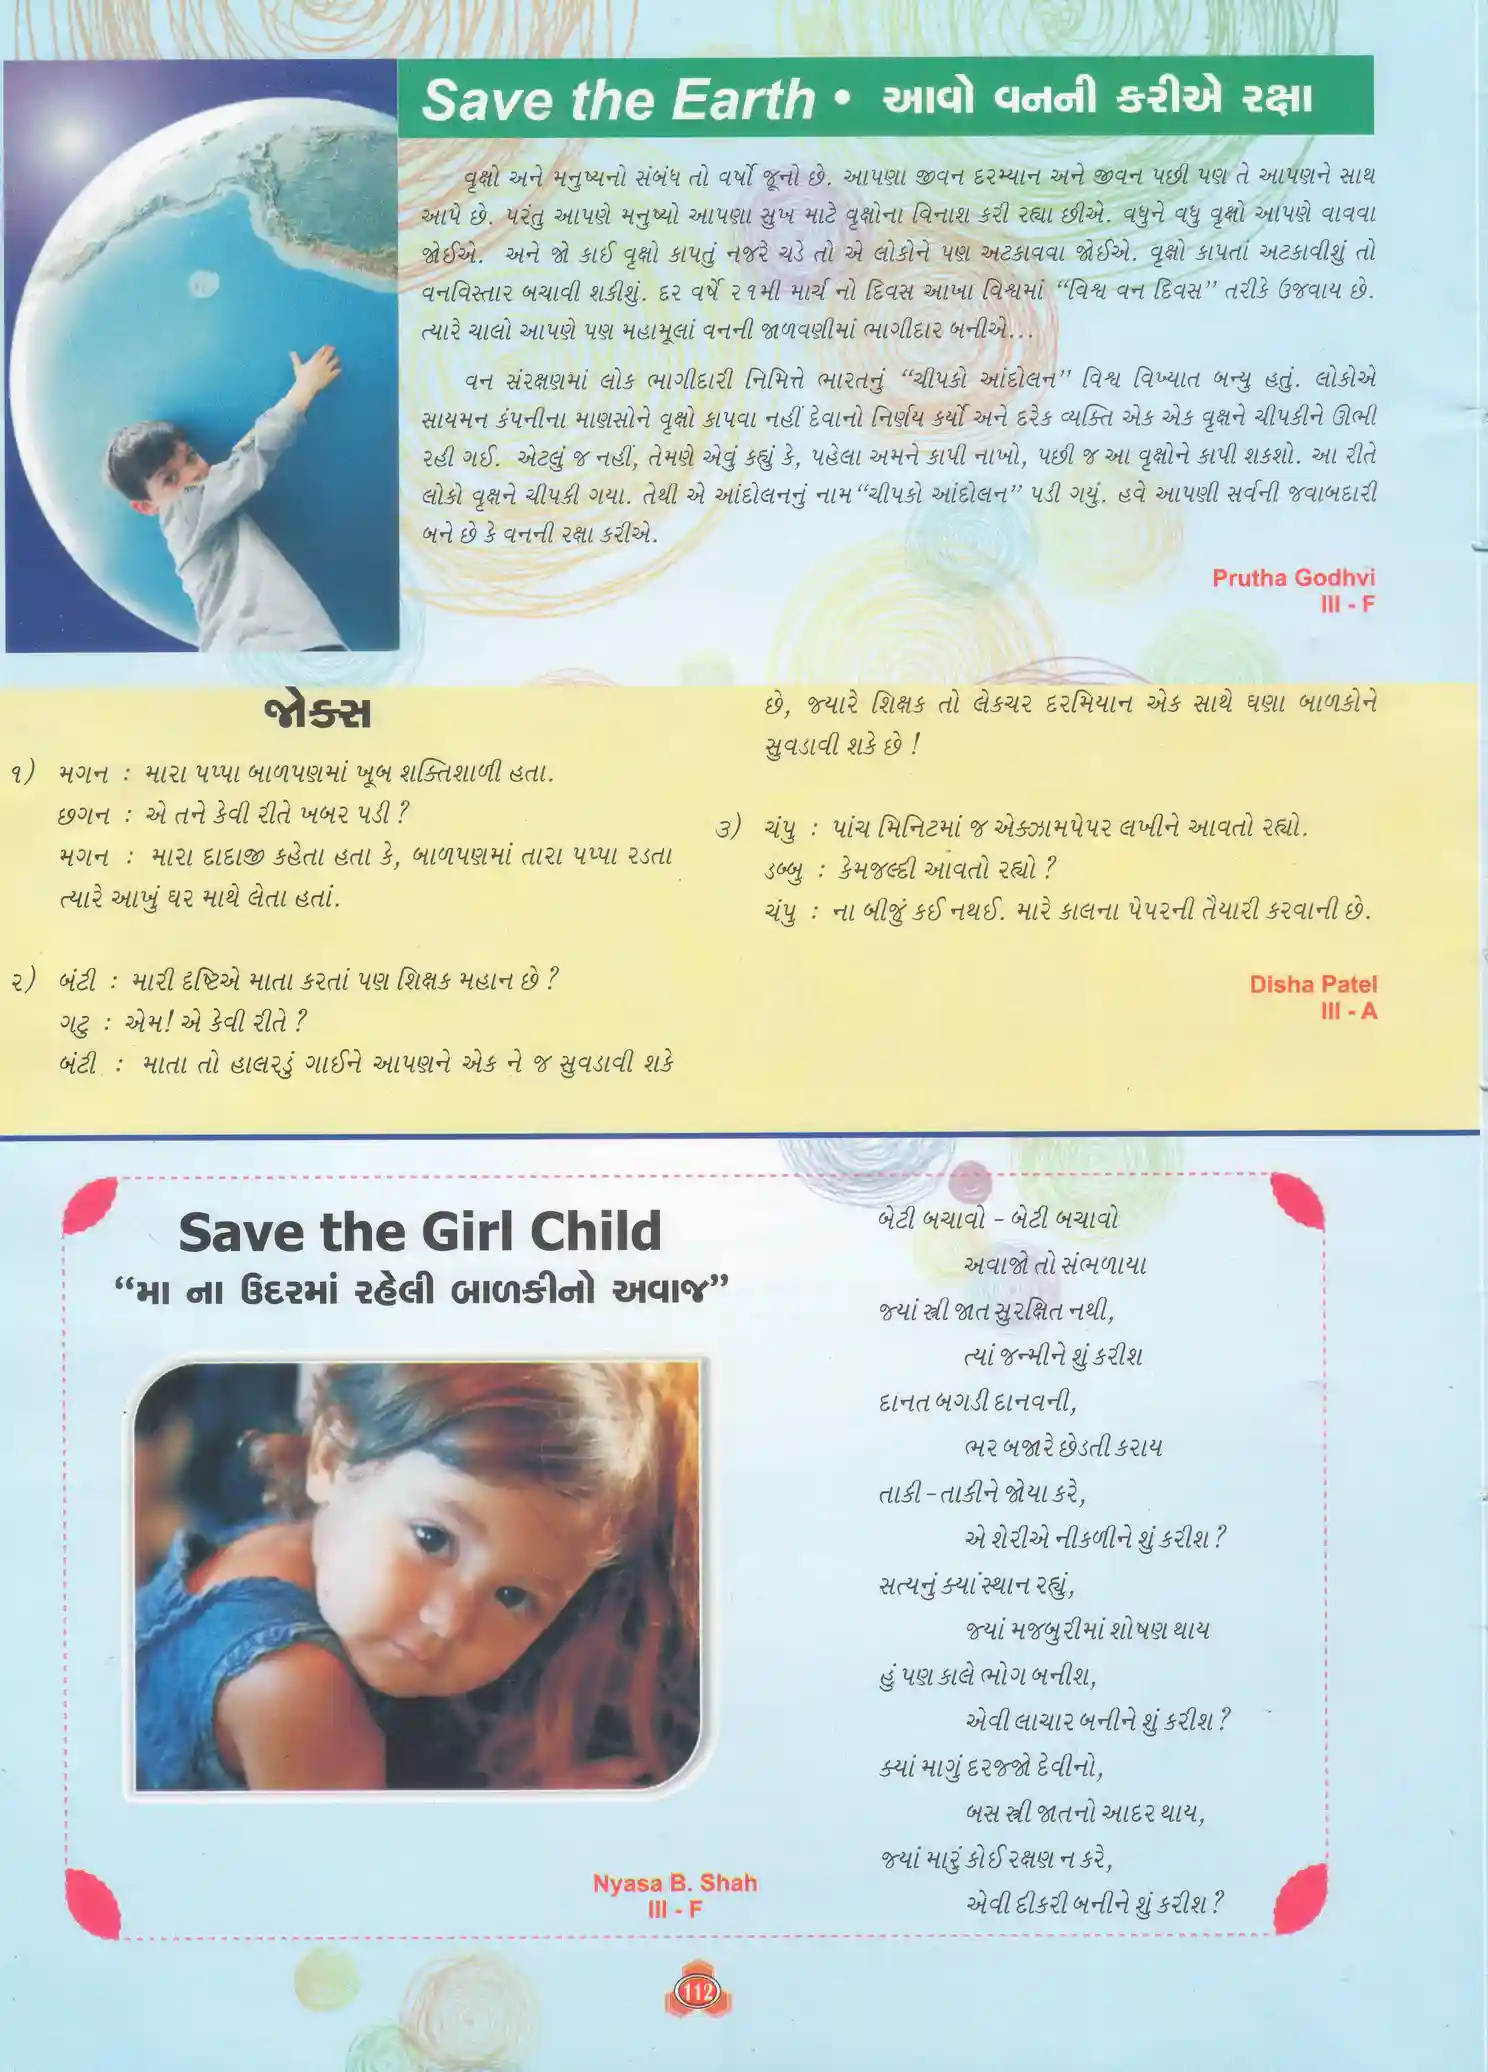 Save the Earth • આવો વનની કરીએ રક્ષા
વૃક્ષો અને મનુષ્યનો સંબંધ તો વર્ષો જૂનો છે. આપણા જીવન દરમ્યાન અને જીવન પછી પણ તે આપણને સાથ
આપે છે. પરંતુ આપણે મનુષ્યો આપણા સુખ માટે વૃક્ષોના વિનાશ કરી રહ્યા છીએ. વધુને વધુ વૃક્ષો આપણે વાવવા
જોઈએ. અને જો કાઈ વૃક્ષો કાપતું નજરે ચડે તો એ લોકોને પણ અટકાવવા જોઈએ. વૃક્ષો કાપતાં અટકાવીશું તો
વનવિસ્તાર બચાવી શકીશું. દર વર્ષે ૨૧મી માર્ચ નો દિવસ આખા વિશ્વમાં “વિશ્વ વન દિવસ” તરીકે ઉજવાય છે.
ત્યારે ચાલો આપણે પણ મહામૂલાં વનની જાળવણીમાં ભાગીદાર બનીએ...
વન સંરક્ષણમાં લોક ભાગીદારી નિમિત્તે ભારતનું “ચીપકો આંદોલન” વિશ્વ વિખ્યાત બન્યુ હતું. લોકોએ
સાયમન કંપનીના માણસોને વૃક્ષો કાપવા નહીં દેવાનો નિર્ણય કર્યો અને દરેક વ્યક્તિ એક એક વૃક્ષને ચીપકીને ઊભી
રહી ગઈ. એટલું જ નહીં, તેમણે એવું કહ્યું કે, પહેલા અમને કાપી નાખો, પછી જ આ વૃક્ષોને કાપી શકશો. આ રીતે
લોકો વૃક્ષને ચીપકી ગયા. તેથી એ આંદોલનનું નામ “ચીપકો આંદોલન” પડી ગયું. હવે આપણી સર્વની જવાબદારી
બને છે કે વનની રક્ષા કરીએ.
Prutha Godhvi
III - F
જોક્સ
૧) મગન : મારા પપ્પા બાળપણમાં ખૂબ શક્તિશાળી હતા.
છગન : એ તને કેવી રીતે ખબર પડી ?
મગન : મારા દાદાજી કહેતા હતા કે, બાળપણમાં તારા પપ્પા રડતા
ત્યારે આખું ઘર માથે લેતા હતાં.
૨) બંટી : મારી દૃષ્ટિએ માતા કરતાં પણ શિક્ષક મહાન છે ?
ગટુ : એમ! એ કેવી રીતે ?
બંટી : માતા તો હાલરડું ગાઈને આપણને એક ને જ સુવડાવી શકે
છે, જ્યારે શિક્ષક તો લેકચર દરમિયાન એક સાથે ઘણા બાળકોને
સુવડાવી શકે છે !
૩) ચંપુ : પાંચ મિનિટમાં જ એક્ઝામપેપર લખીને આવતો રહ્યો.
ડબ્બુ : કેમજલ્દી આવતો રહ્યો ?
ચંપુ : ના બીજું કઈ નથઈ. મારે કાલના પેપરની તૈયારી કરવાની છે.
Disha Patel
III - A
Save the Girl Child
“મા ના ઉદરમાં રહેલી બાળકીનો અવાજ”
Nyasa B. Shah
III - F
બેટી બચાવો - બેટી બચાવો
અવાજો તો સંભળાયા
જ્યાં સ્ત્રી જાત સુરક્ષિત નથી,
ત્યાં જન્મીને શું કરીશ
દાનત બગડી દાનવની,
ભર બજારે છેડતી કરાય
તાકી - તાકીને જોયા કરે,
એ શેરીએ નીકળીને શું કરીશ ?
સત્યનું ક્યાં સ્થાન રહ્યું,
જ્યાં મજબુરીમાં શોષણ થાય
હું પણ કાલે ભોગ બનીશ,
એવી લાચાર બનીને શું કરીશ ?
ક્યાં માગું દરજ્જો દેવીનો,
બસ સ્ત્રી જાતનો આદર થાય,
જ્યાં મારું કોઈ રક્ષણ ન કરે,
એવી દીકરી બનીને શું કરીશ ?
112